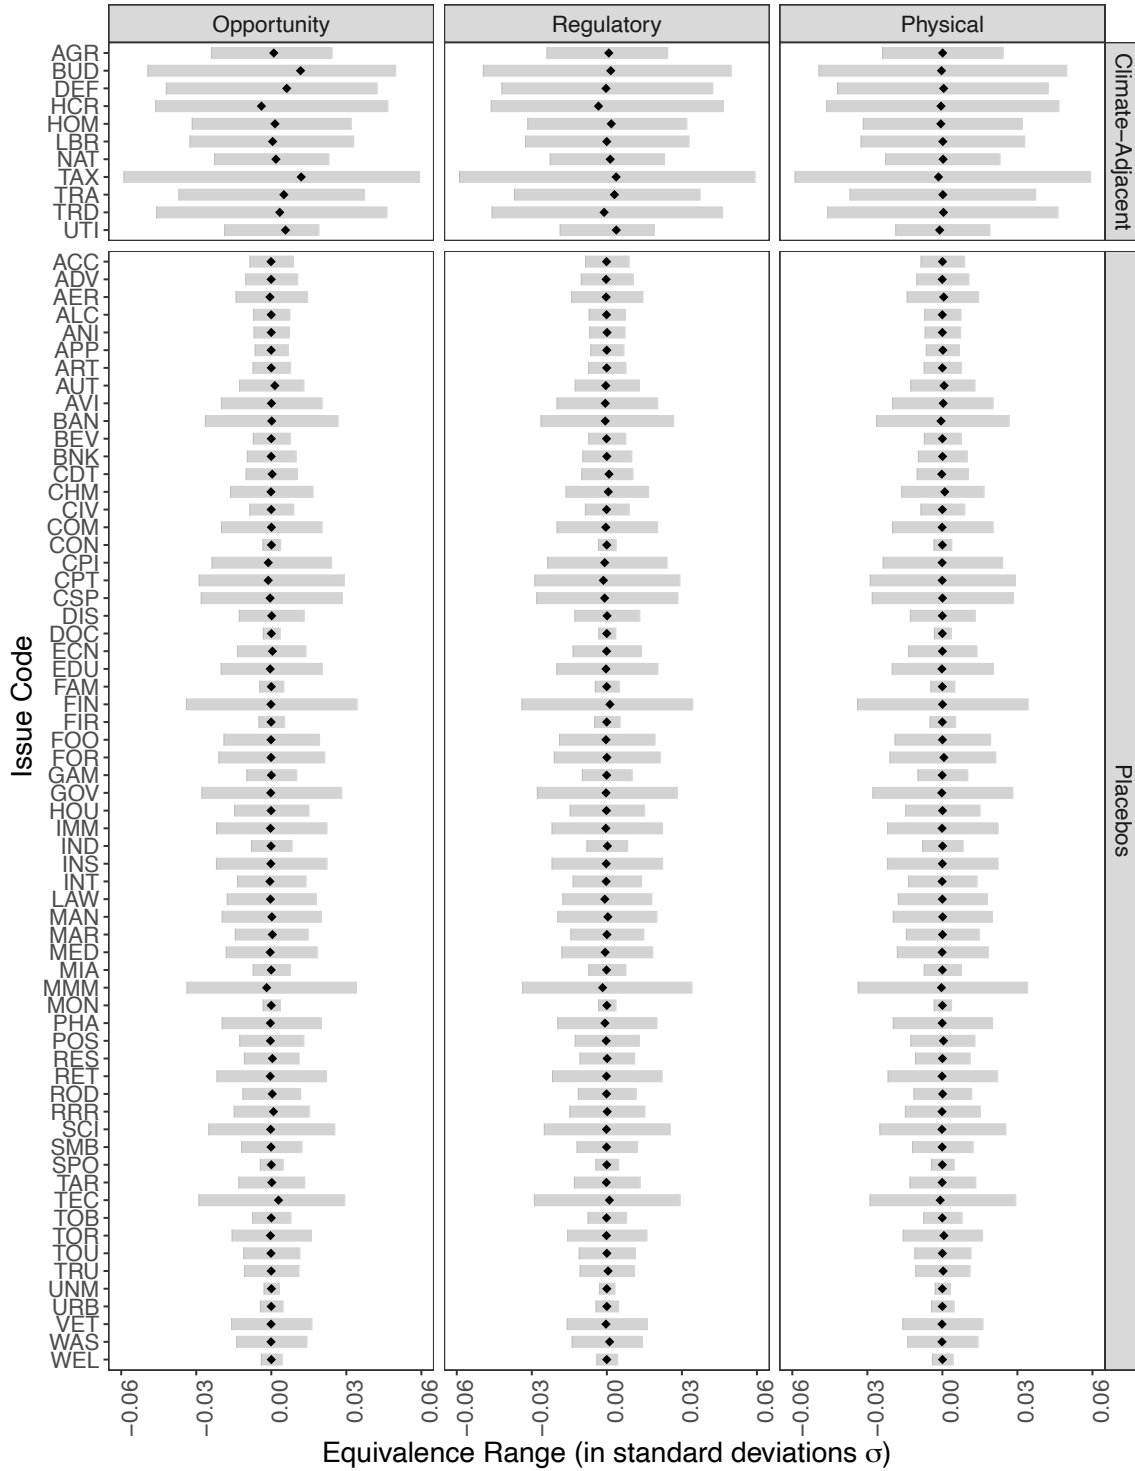 Opportunity
Regulatory
Physical
AGR
BUD
DEF
HCR
HOM
LBR
NAT
TAX
TRA
TRD
UTI
Climate−Adjacent
ACC
ADV
AER
ALC
ANI
APP
ART
AUT
AVI
BAN
BEV
BNK
CDT
CHM
CIV
COM
CON
CPI
CPT
CSP
DIS
DOC
ECN
EDU
FAM
FIN
FIR
FOO
FOR
GAM
GOV
HOU
IMM
IND
INS
INT
LAW
MAN
MAR
MED
MIA
MMM
MON
PHA
POS
RES
RET
ROD
RRR
SCI
SMB
SPO
TAR
TEC
TOB
TOR
TOU
TRU
UNM
URB
VET
WAS
WEL
Placebos
Issue Code
−0.06
−0.03
0.00
0.03
0.06
−0.06
−0.03
0.00
0.03
0.06
−0.06
−0.03
0.00
0.03
0.06
Equivalence Range (in standard deviations σ)